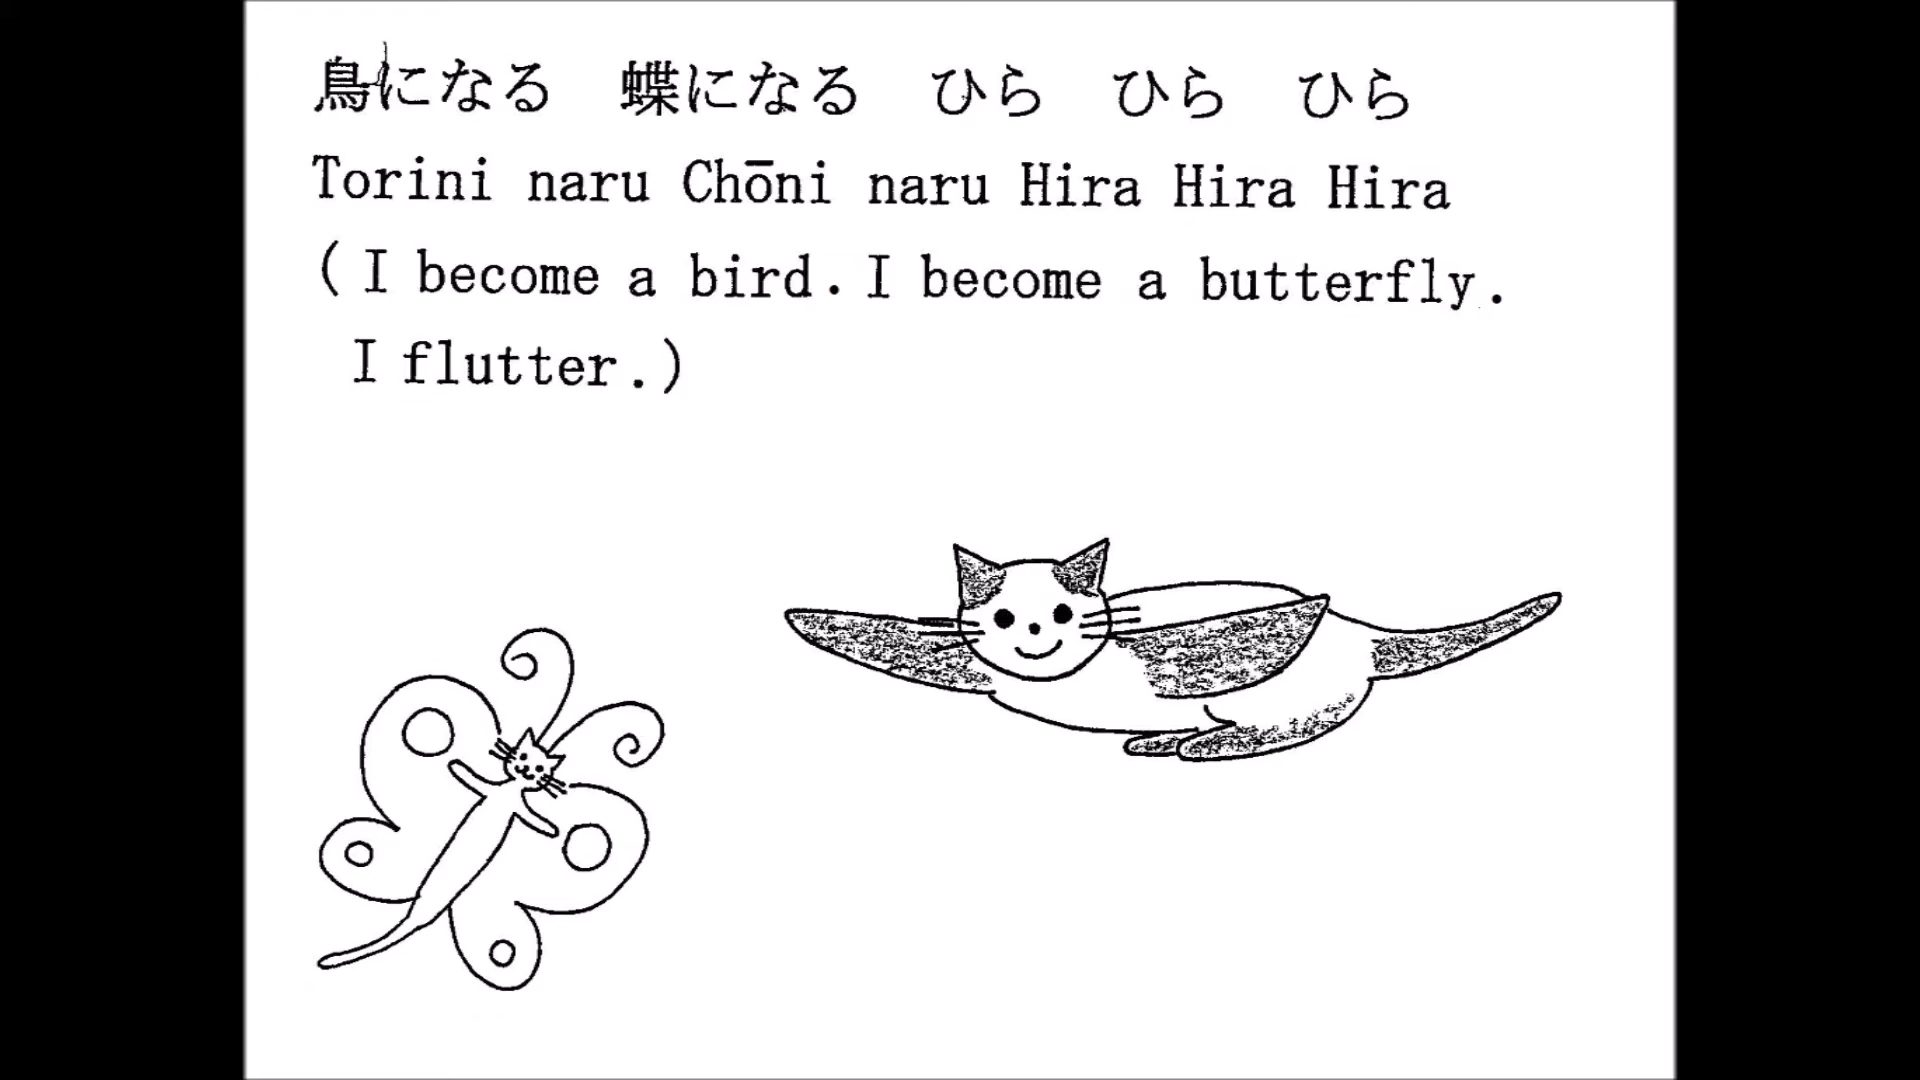 鳥になる 蝶になる ひら ひら ひら
Torini naru Chōni naru Hira Hira Hira
(I become a bird. I become a butterfly.
I flutter.)